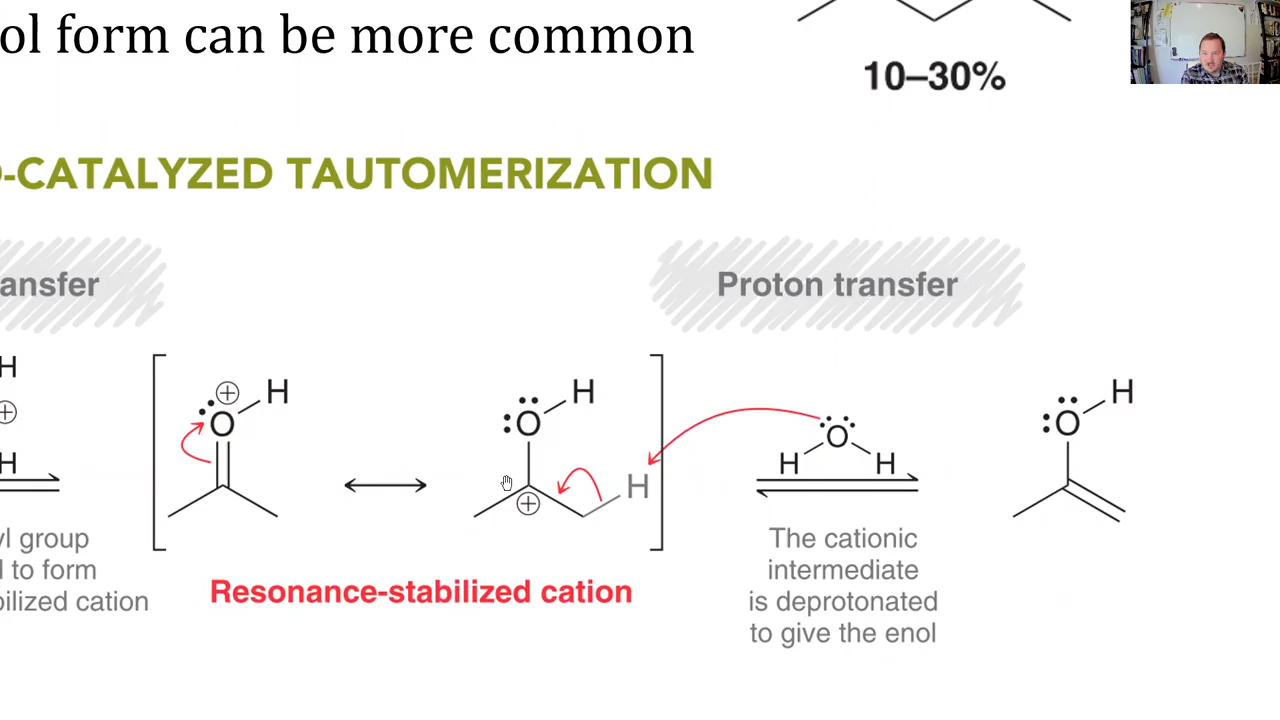 ol form can be more common
10–30%
-CATALYZED TAUTOMERIZATION
ansfer
Proton transfer
H
⊕
H
⊕
H
O
H
O
⊕
H
O
H
H
O
H
yl group
l to form
bilized cation
Resonance-stabilized cation
The cationic
intermediate
is deprotonated
to give the enol